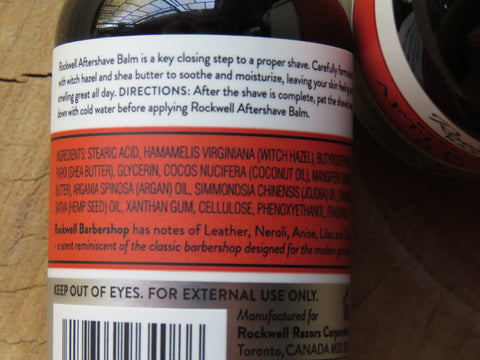 Rockwell Aftershave Balm is a key closing step to a proper shave. Carefully
with witch hazel and shea butter to soothe and moisturize, leaving your skin feeling
smelling great all day. DIRECTIONS: After the shave is complete, pat the shaved
down with cold water before applying Rockwell Aftershave Balm.
INGREDIENTS: STEARIC ACID, HAMAMELIS VIRGINIANA (WITCH HAZEL),
PARKII (SHEA BUTTER), GLYCERIN, COCOS NUCIFERA (COCONUT OIL),
BUTTER), ARGANIA SPINOSA (ARGAN) OIL, SIMMONDSIA CHINENSIS (JOJOBA) OIL,
SATIVA (HEMP SEED) OIL, XANTHAN GUM, CELLULOSE, PHENOXYETHANOL,
Rockwell Barbershop has notes of Leather, Neroli, Anise, Lilac and
- a scent reminiscent of the classic barbershop designed for the modern
KEEP OUT OF EYES. FOR EXTERNAL USE ONLY.
Manufactured for
Rockwell Razors
Toronto, CANADA